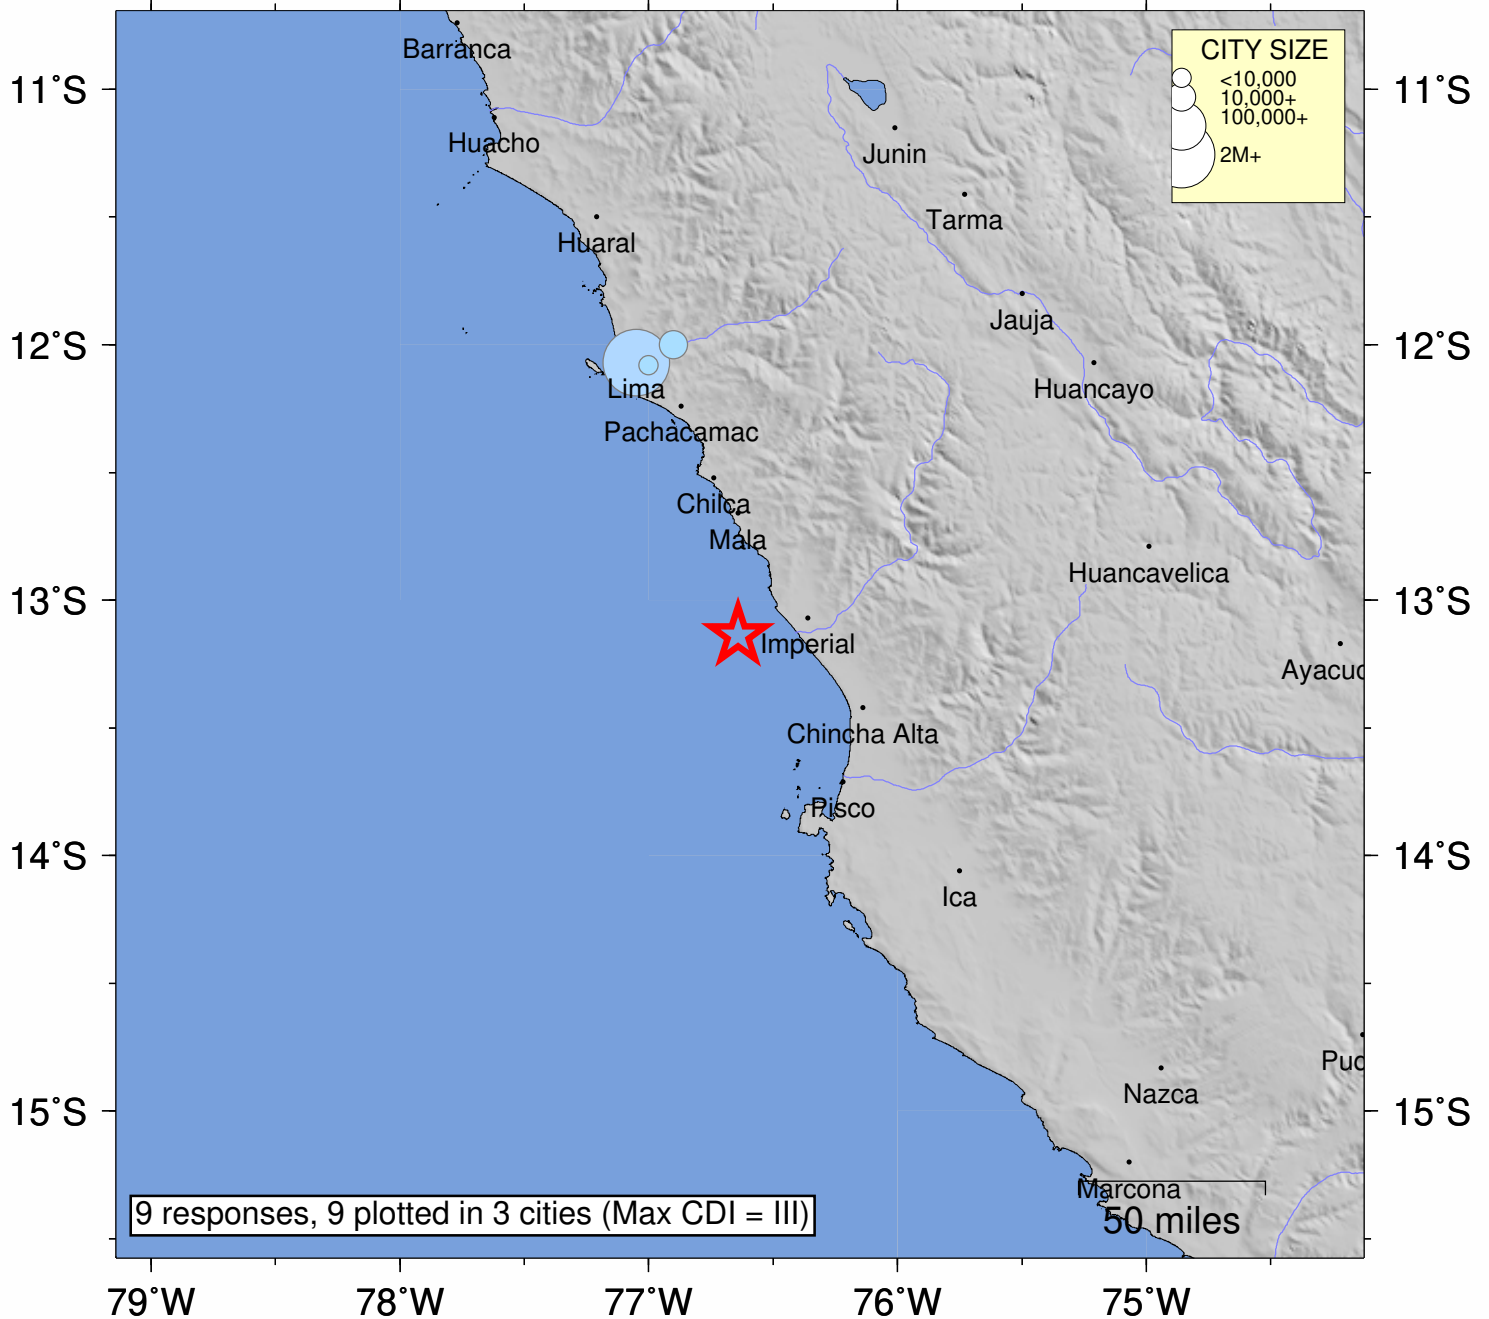 Barranca
CITY SIZE
<10,000
10,000+
100,000+
2M+
11°S
11°S
Huacho
Junin
Tarma
Huaral
Jauja
12°S
12°S
Lima
Huancayo
Pachacamac
Chilca
Mala
Huancavelica
13°S
13°S
Imperial
Ayacuc
Chincha Alta
Pisco
14°S
14°S
Ica
Puq
Nazca
15°S
15°S
Marcona
50 miles
9 responses, 9 plotted in 3 cities (Max CDI = III)
79°W
78°W
77°W
76°W
75°W